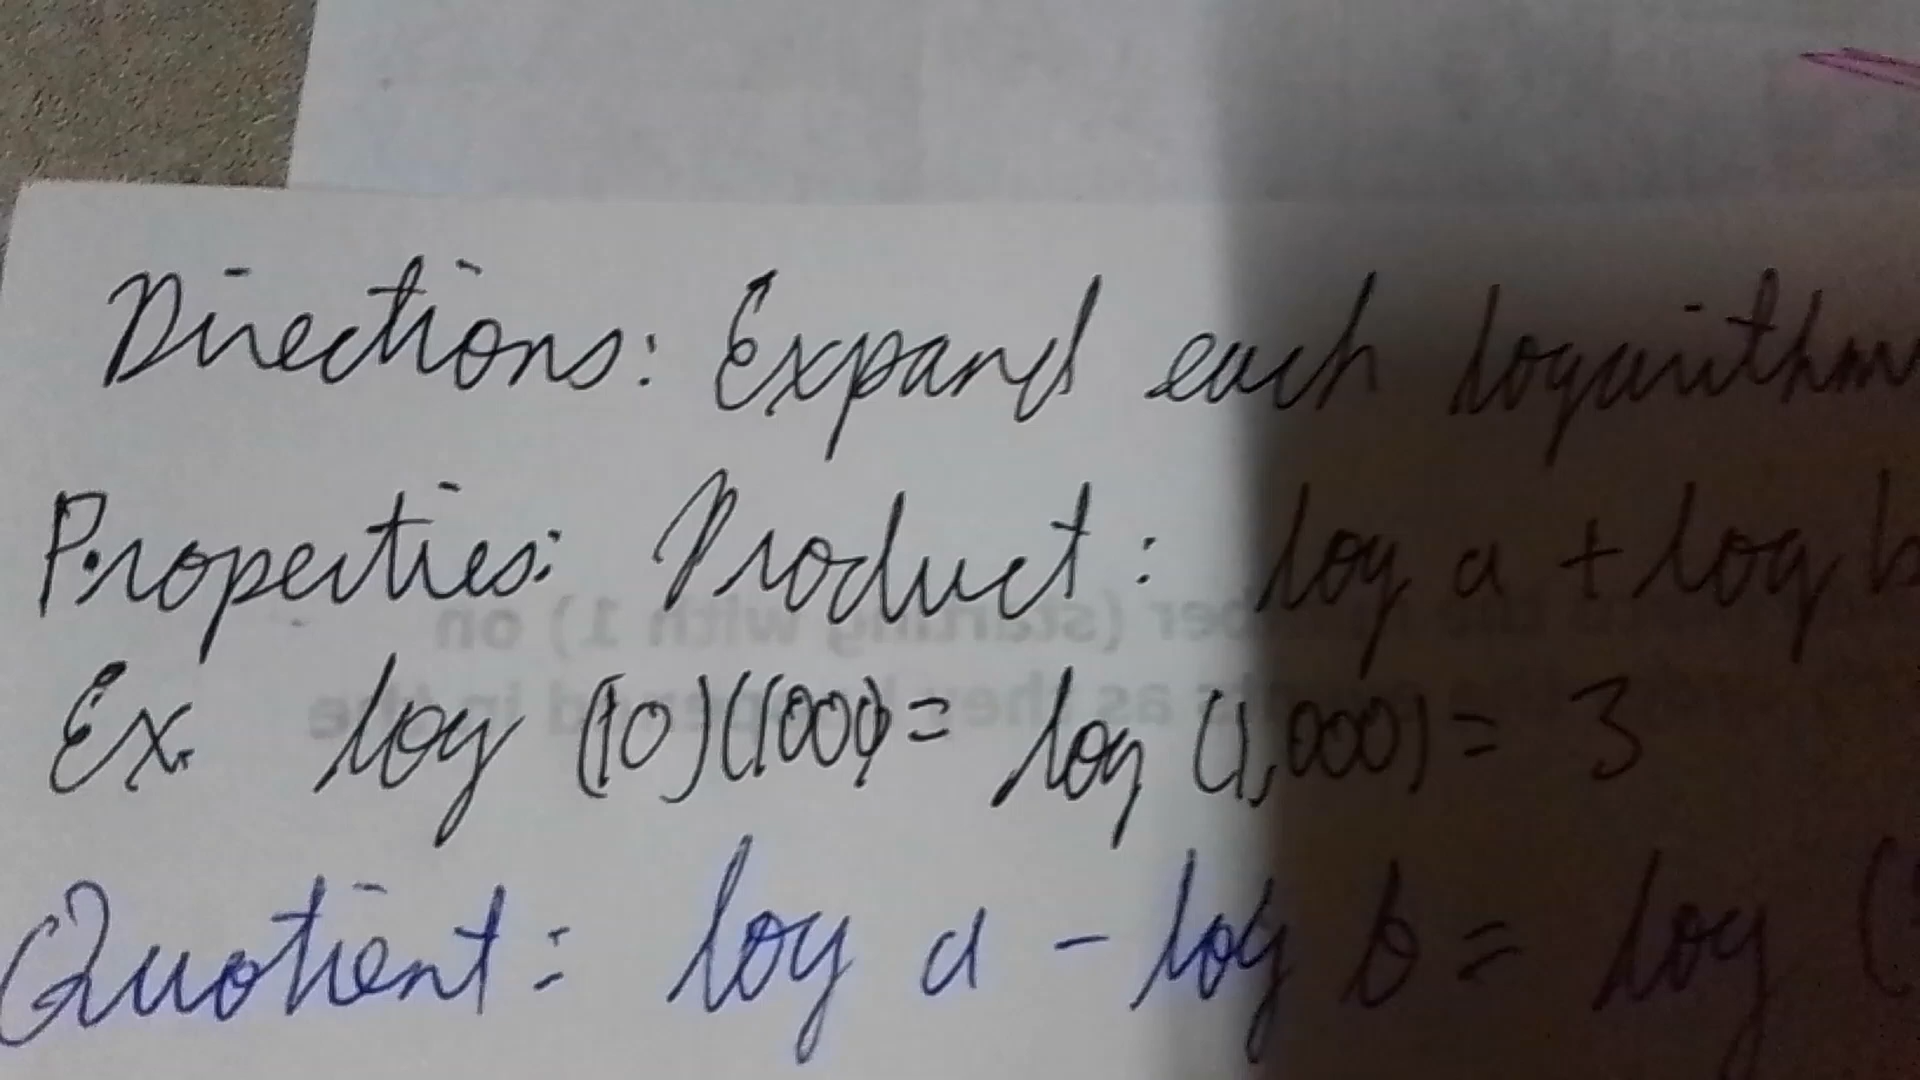 Directions: Expand each logarithm
Properties: Product: log a + log b
Ex. log (10)(100) = log (1,000) = 3
Quotient: log a - log b = log (